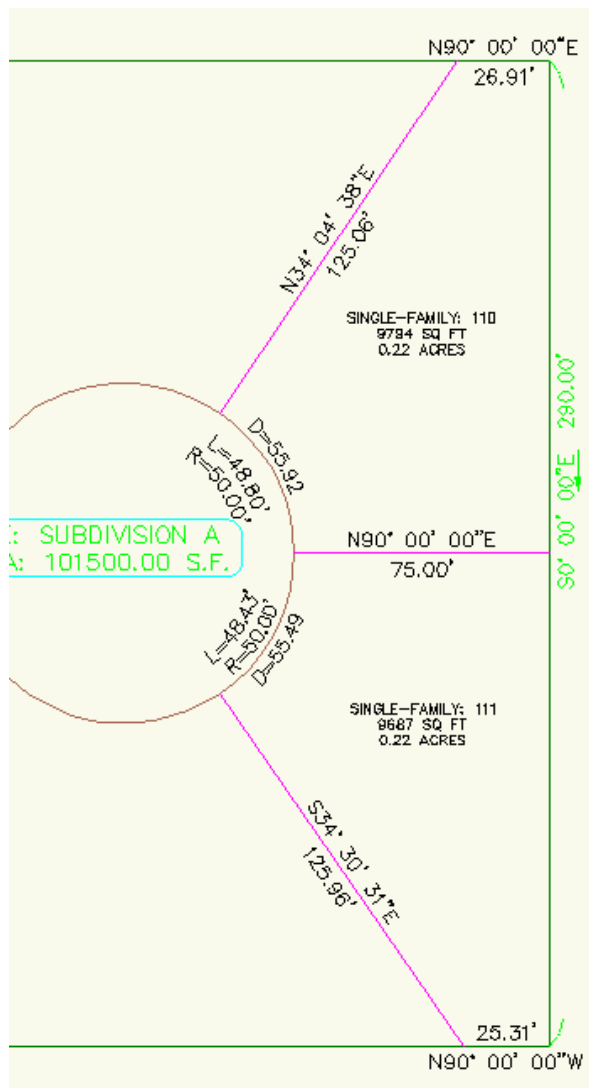 N90° 00' 00"E
26.91'
N34° 04' 38"E
125.06'
SINGLE-FAMILY: 110
9794 SQ FT
0.22 ACRES
290.00'
S0° 00' 00"E
D=55.92
L=48.80'
R=50.00'
E: SUBDIVISION A
A: 101500.00 S.F.
N90° 00' 00"E
75.00'
L=48.43'
R=50.00'
D=55.49
SINGLE-FAMILY: 111
9687 SQ FT
0.22 ACRES
S34° 30' 31"E
125.96'
25.31'
N90° 00' 00"W